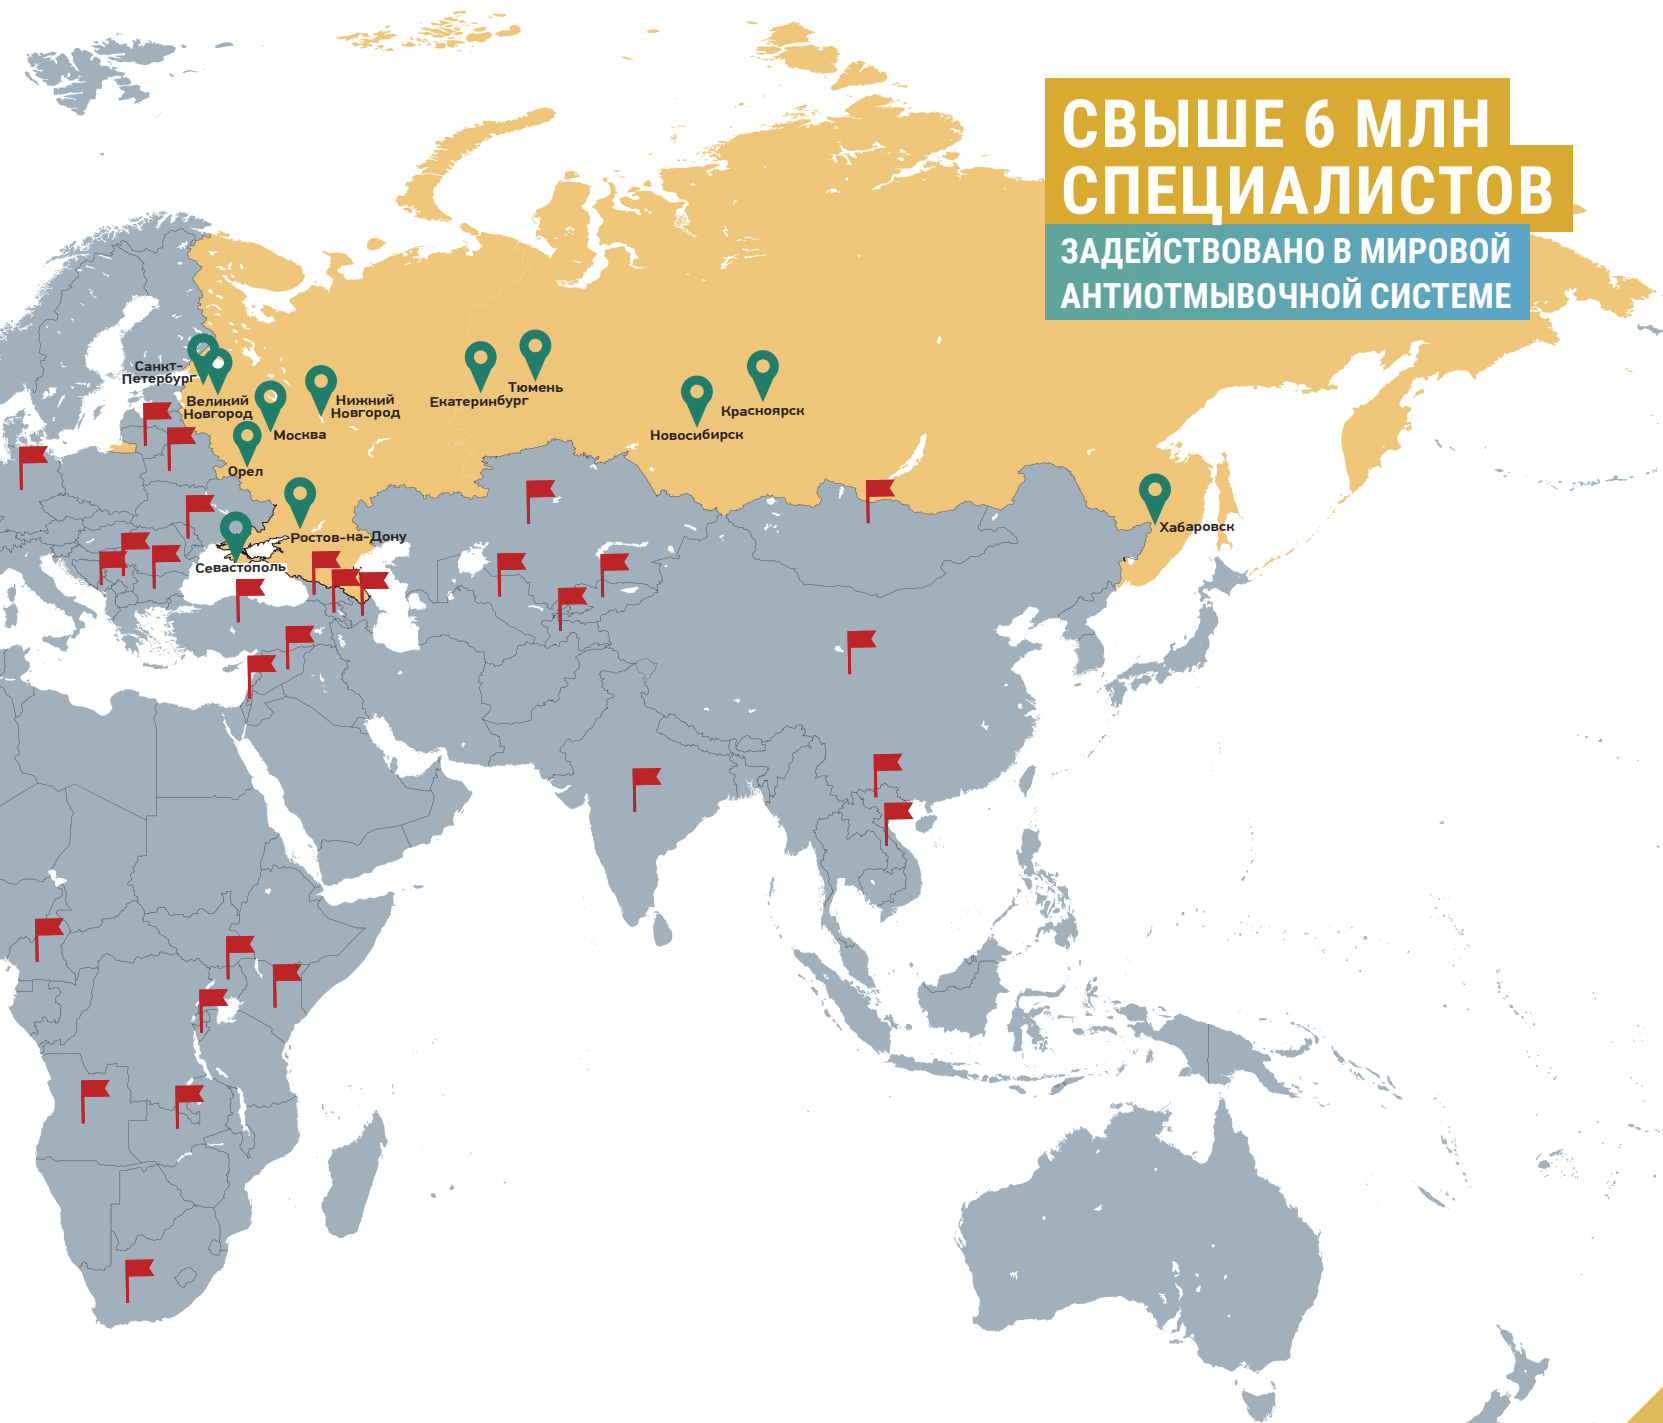 СВЫШЕ 6 МЛН
СПЕЦИАЛИСТОВ
ЗАДЕЙСТВОВАНО В МИРОВОЙ
АНТИОТМЫВОЧНОЙ СИСТЕМЕ
Санкт-
Петербург
Великий
Новгород
Москва
Нижний
Новгород
Екатеринбург
Тюмень
Новосибирск
Красноярск
Орел
Ростов-на-Дону
Севастополь
Хабаровск